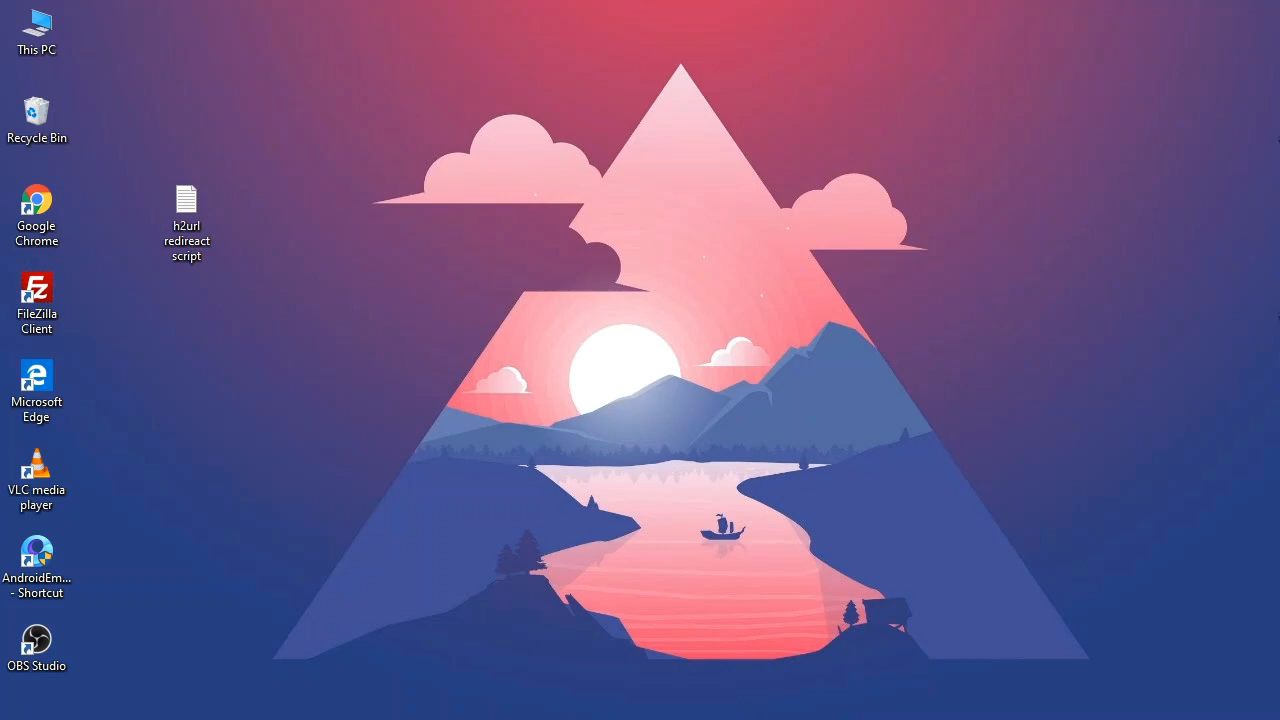 This PC
Recycle Bin
Google
Chrome
h2url
redireact
script
FileZilla
Client
Microsoft
Edge
VLC media
player
AndroidEm...
- Shortcut
OBS Studio